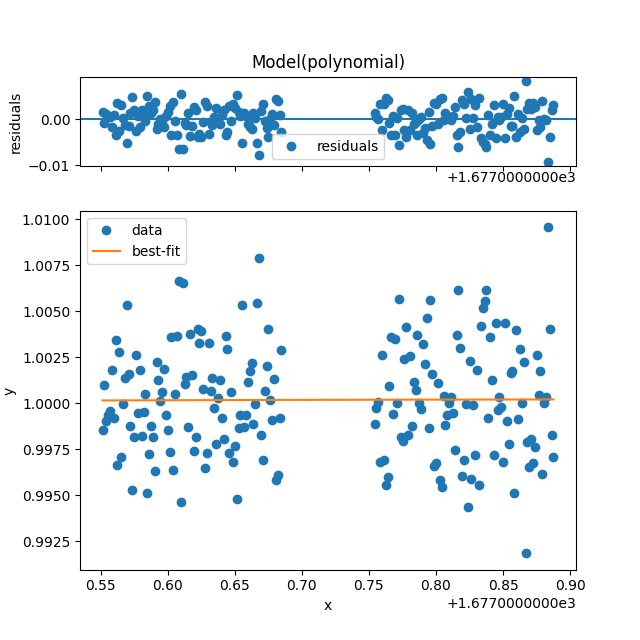 Model(polynomial)
residuals
0.00
−0.01
residuals
+1.6770000000e3
y
1.0100
1.0075
1.0050
1.0025
1.0000
0.9975
0.9950
0.9925
data
best-fit
0.55 0.60 0.65 0.70 0.75 0.80 0.85 0.90
x
+1.6770000000e3